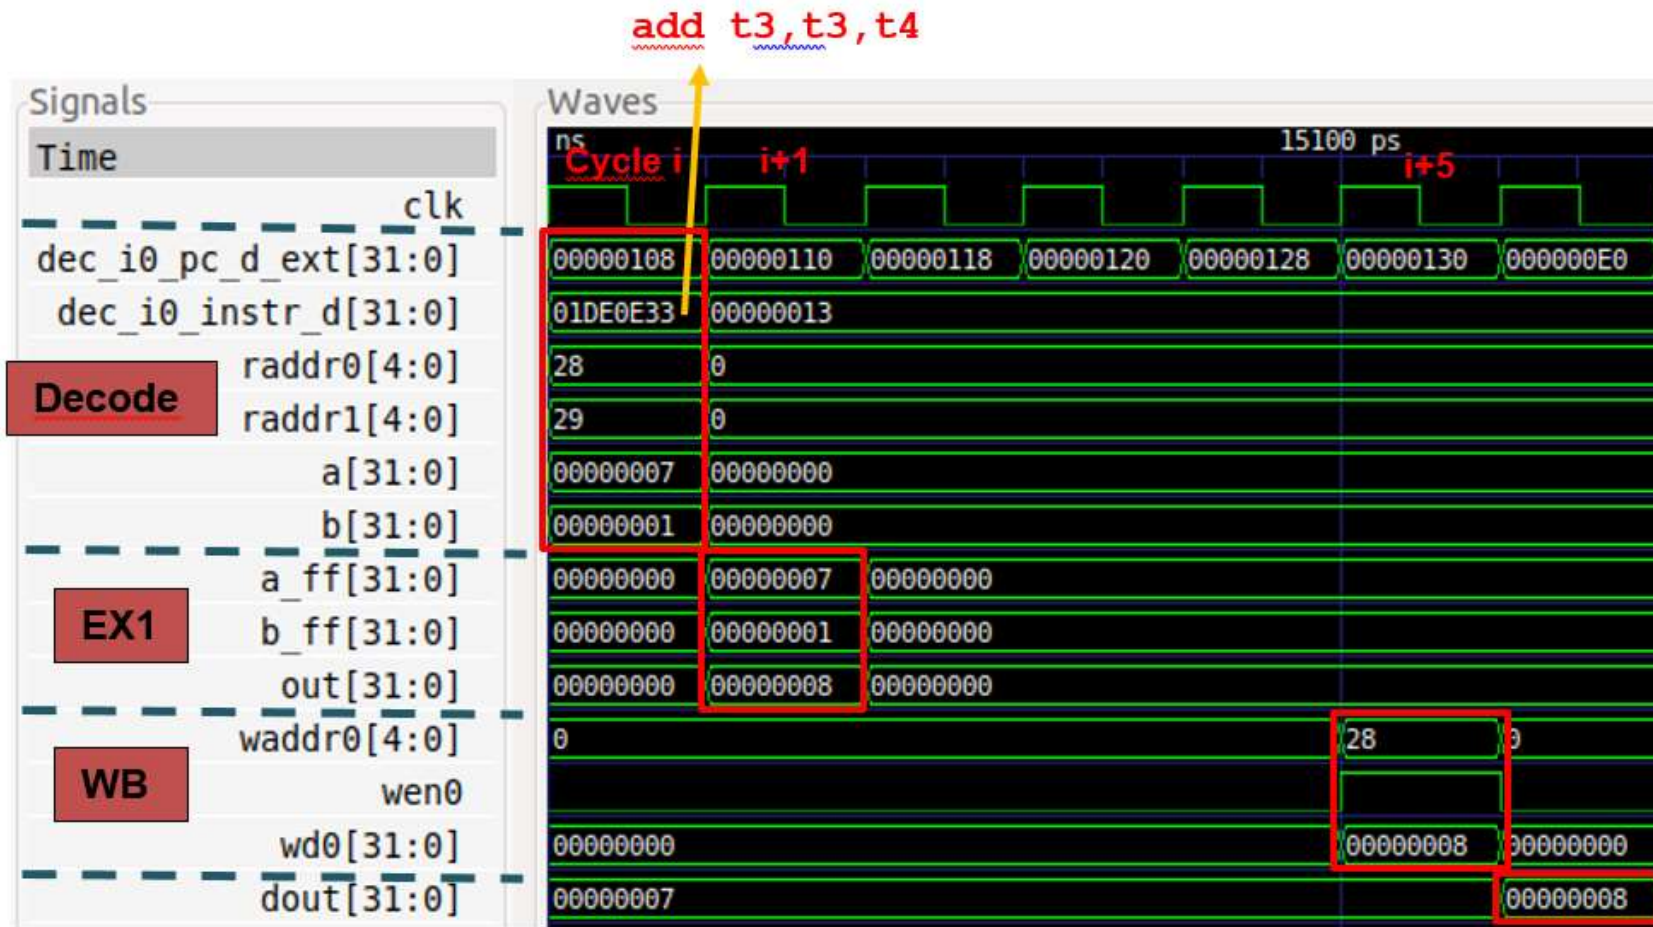 add t3,t3,t4
Signals
Waves
Time
ns
15100 ps
Cycle i
i+1
i+5
clk
dec_i0_pc_d_ext[31:0]
00000108 00000110 00000118 00000120 00000128 00000130 000000E0
dec_i0_instr_d[31:0]
01DE0E33 00000013
Decode
raddr0[4:0]
28 0
raddr1[4:0]
29 0
a[31:0]
00000007 00000000
b[31:0]
00000001 00000000
EX1
a_ff[31:0]
00000000 00000007 00000000
b_ff[31:0]
00000000 00000001 00000000
out[31:0]
00000000 00000008 00000000
WB
waddr0[4:0]
0 28 0
wen0
wd0[31:0]
00000000 00000008 00000000
dout[31:0]
00000007 00000008